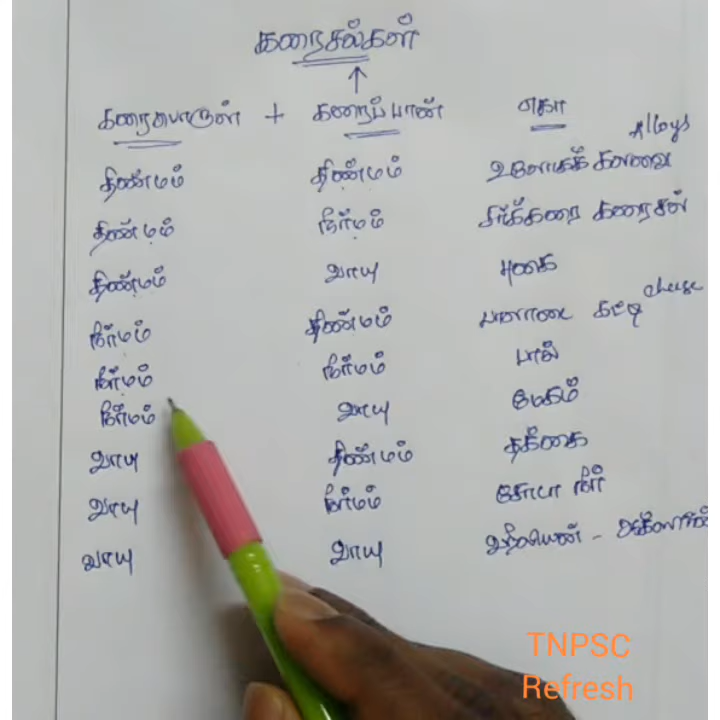 கரைசல்கள்
கரைபொருள் + கரைப்பான் எகா
Alloys
திண்மம் திண்மம் உலோகக் கலவை
திண்மம் நீர்மம் சர்க்கரை கரைசல்
திண்மம் வாயு புகை
நீர்மம் திண்மம் பாலாடை கட்டி cheese
நீர்மம் நீர்மம் பால்
நீர்மம் வாயு மேகம்
வாயு திண்மம் தக்கை
வாயு நீர்மம் சோடா நீர்
வாயு வாயு ஹீலியம் - ஆக்ஸிஜன்
TNPSC
Refresh